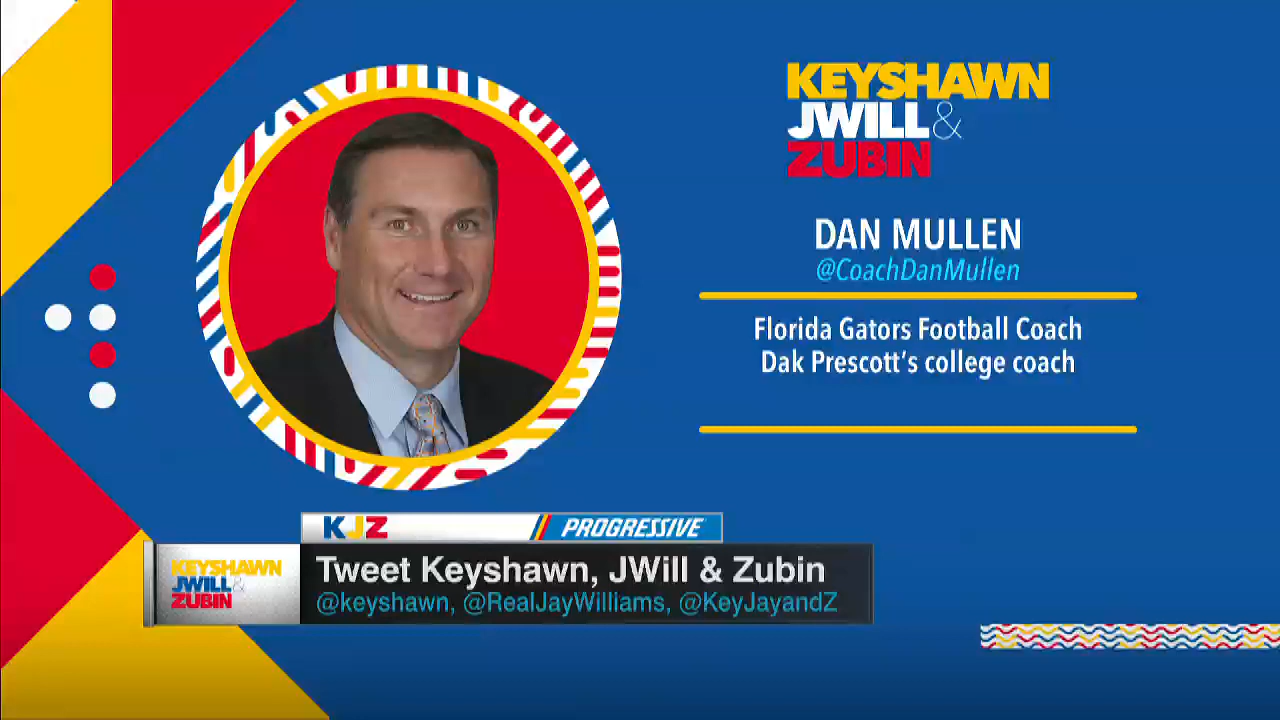 KEYSHAWN
JWILL &
ZUBIN
DAN MULLEN
@CoachDanMullen
Florida Gators Football Coach
Dak Prescott's college coach
KJZ PROGRESSIVE
KEYSHAWN
JWILL &
ZUBIN
Tweet Keyshawn, JWill & Zubin
@keyshawn, @RealJayWilliams, @KeyJayandZ